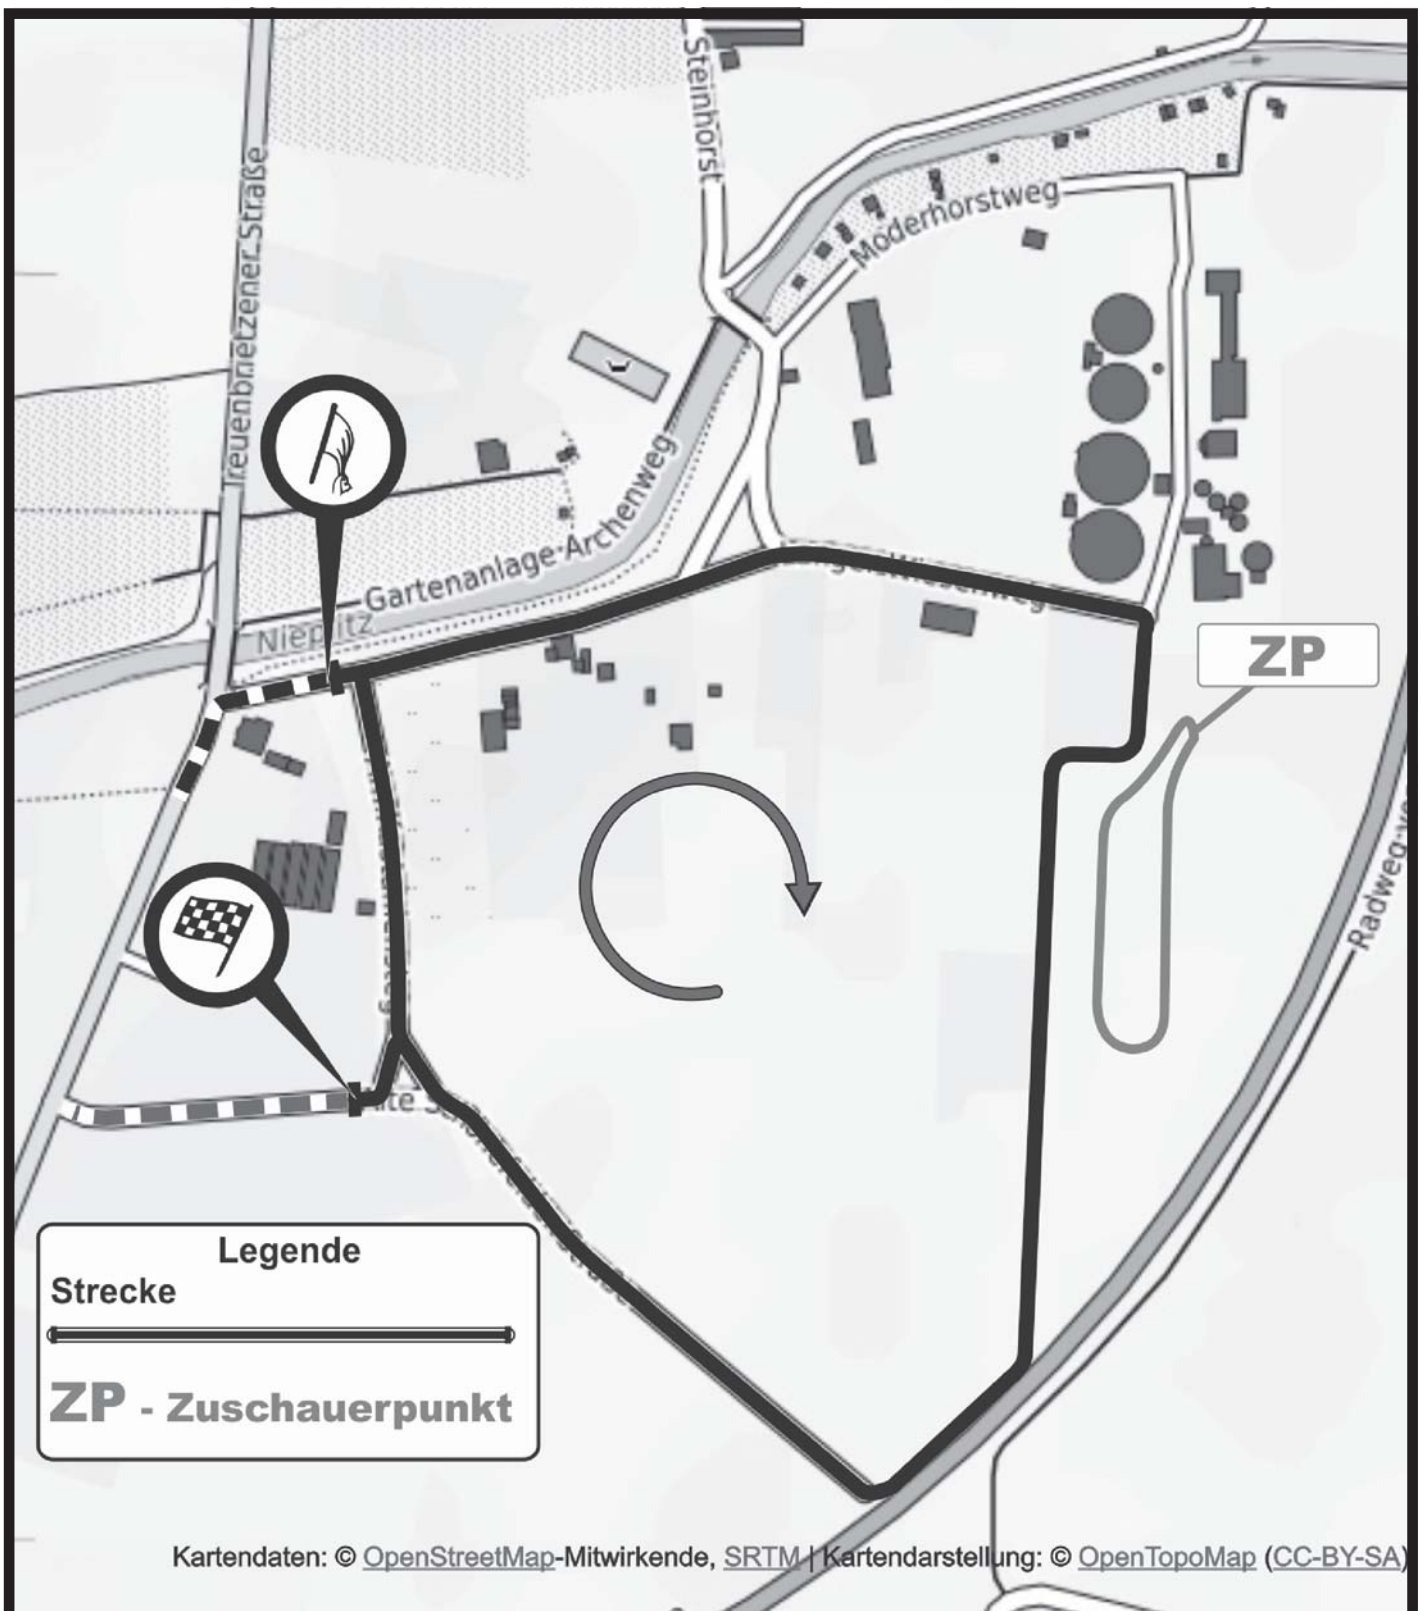 Steinhorst
Moderhorstweg
Treuenbrietzener Straße
Gartenanlage Archenweg
Nieplitz
ZP
Radweg
Legende
Strecke
ZP - Zuschauerpunkt
Kartendaten: © OpenStreetMap-Mitwirkende, SRTM | Kartendarstellung: © OpenTopoMap (CC-BY-SA)